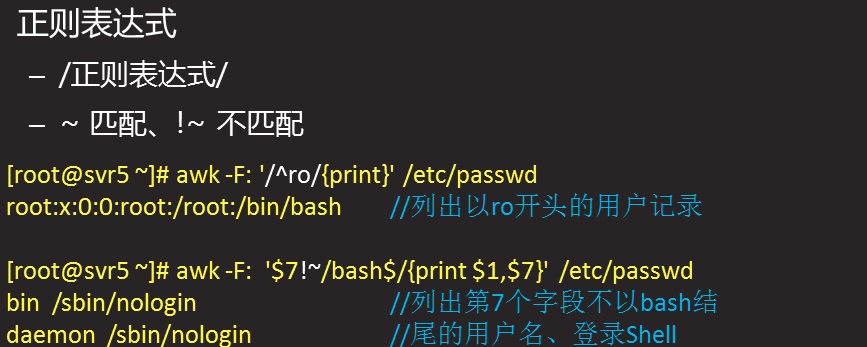 正则表达式
– /正则表达式/
– ~ 匹配、!~ 不匹配
[root@svr5 ~]# awk -F: '/^ro/{print}' /etc/passwd
root:x:0:0:root:/root:/bin/bash //列出以ro开头的用户记录
[root@svr5 ~]# awk -F: '$7!~/bash$/{print $1,$7}' /etc/passwd
bin /sbin/nologin //列出第7个字段不以bash结
daemon /sbin/nologin //尾的用户名、登录Shell